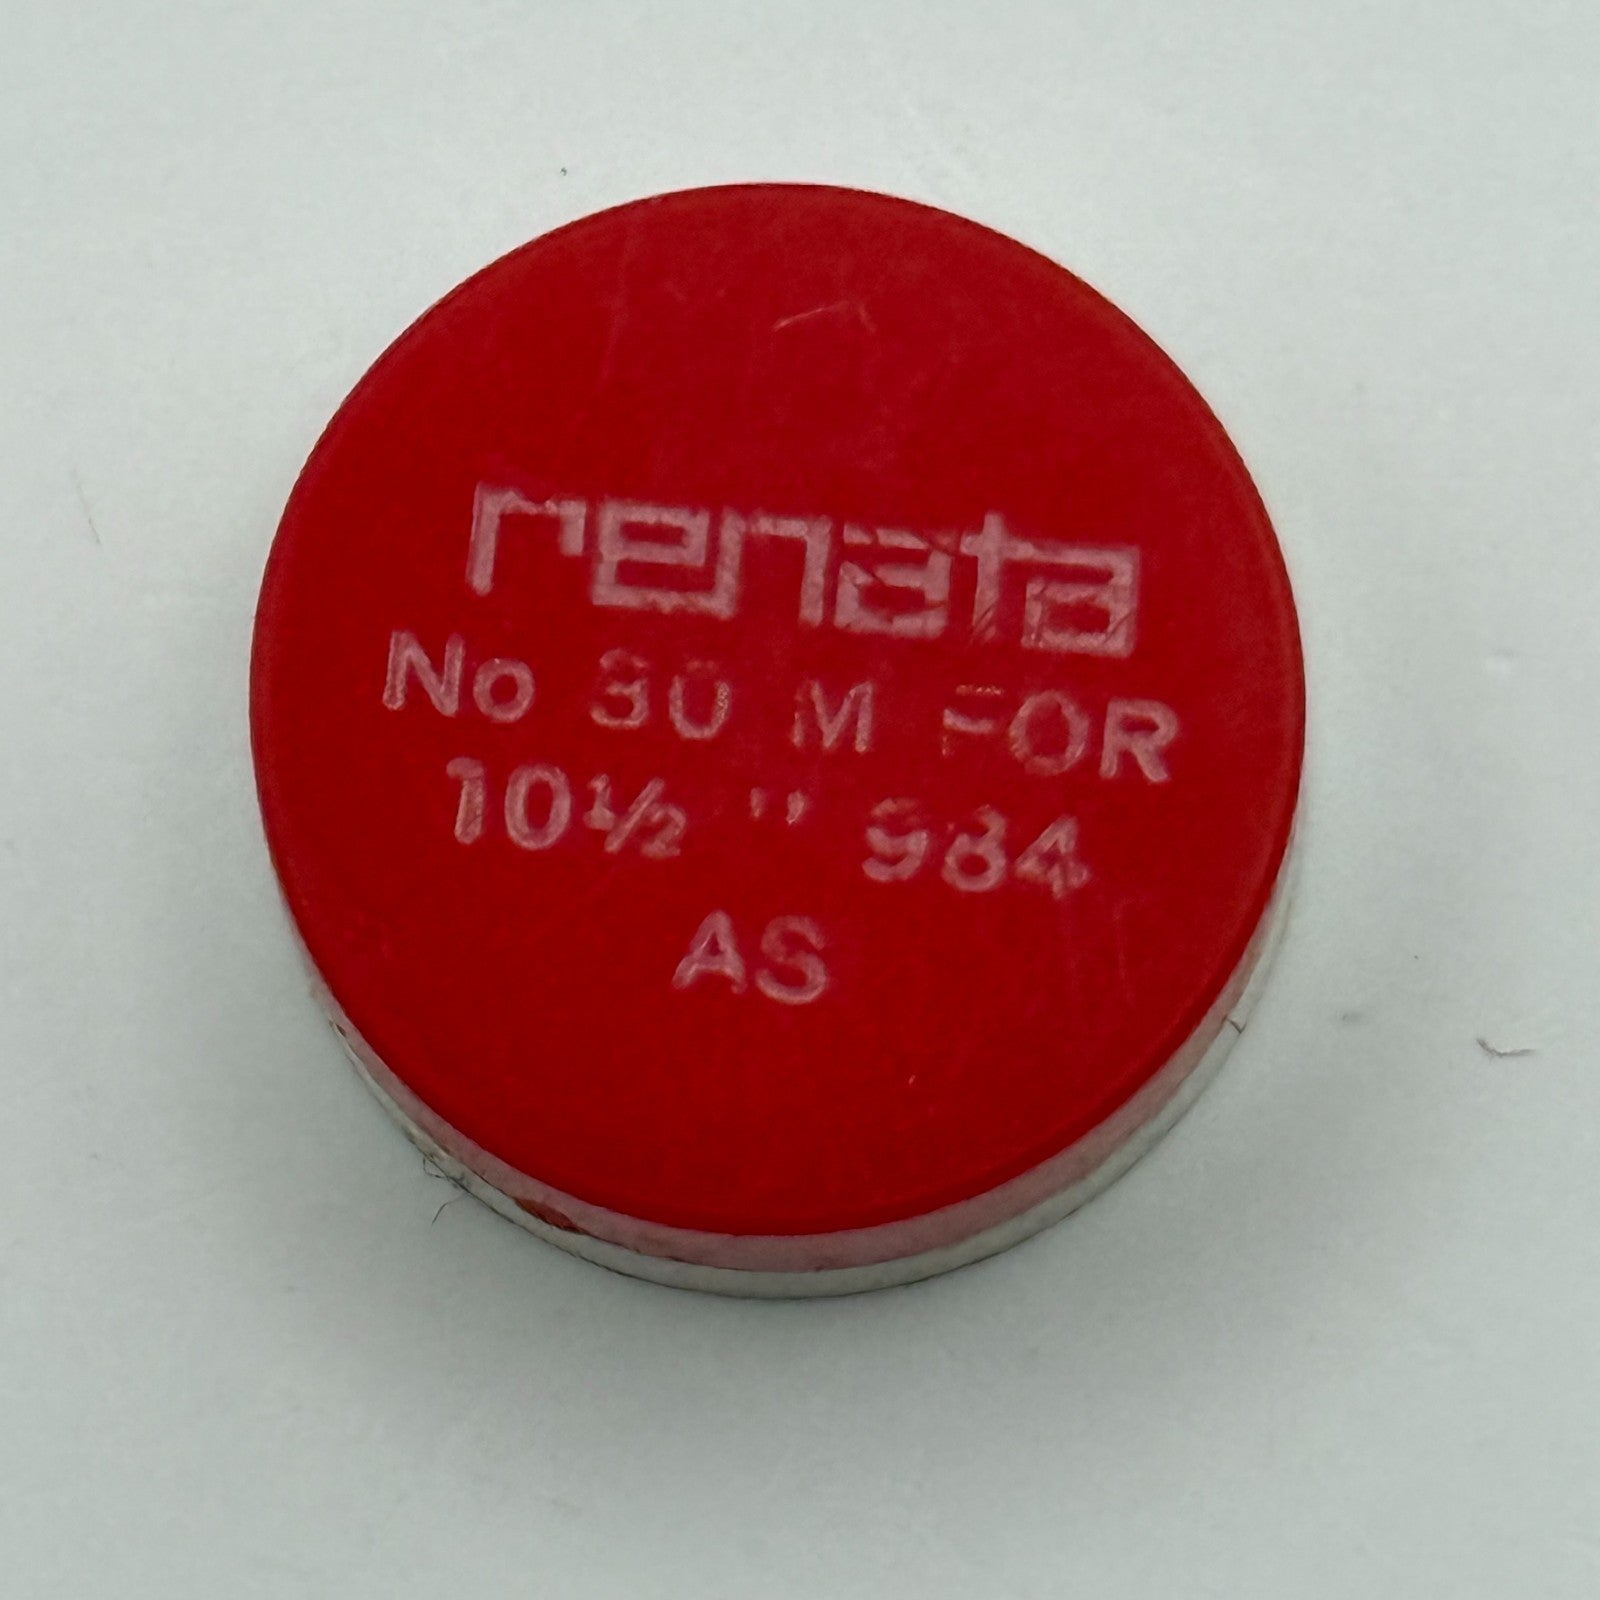 renata
No 30 M FOR
10½ " 984
AS